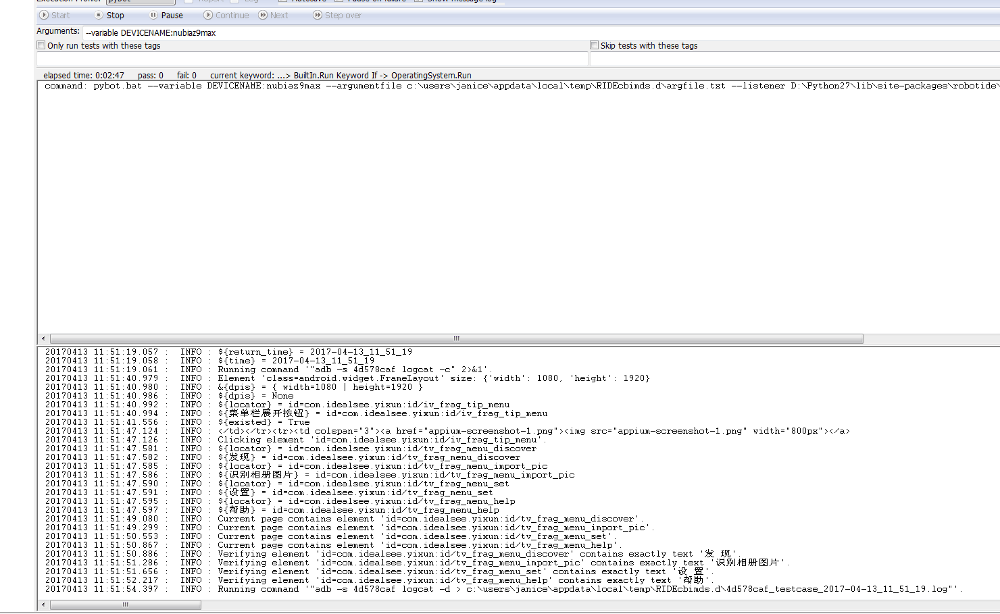 Execution Profile: pybot Report Log Autosave Pause on failure Show message log
Start Stop Pause Continue Next Step over
Arguments: --variable DEVICENAME:nubiaz9max
Only run tests with these tags Skip tests with these tags
elapsed time: 0:02:47 pass: 0 fail: 0 current keyword: ...> BuiltIn.Run Keyword If -> OperatingSystem.Run
command: pybot.bat --variable DEVICENAME:nubiaz9max --argumentfile c:\users\janice\appdata\local\temp\RIDEcbimds.d\argfile.txt --listener D:\Python27\lib\site-packages\robotide\
20170413 11:51:19.057 : INFO : ${return_time} = 2017-04-13_11_51_19
20170413 11:51:19.058 : INFO : ${time} = 2017-04-13_11_51_19
20170413 11:51:19.061 : INFO : Running command '"adb -s 4d578caf logcat -c" 2>&1'.
20170413 11:51:40.979 : INFO : Element 'class=android.widget.FrameLayout' size: {'width': 1080, 'height': 1920}
20170413 11:51:40.980 : INFO : &{dpis} = { width=1080 | height=1920 }
20170413 11:51:40.986 : INFO : ${dpis} = None
20170413 11:51:40.992 : INFO : ${locator} = id=com.idealsee.yixun:id/iv_frag_tip_menu
20170413 11:51:40.994 : INFO : ${菜单栏展开按钮} = id=com.idealsee.yixun:id/iv_frag_tip_menu
20170413 11:51:41.556 : INFO : ${existed} = True
20170413 11:51:47.124 : INFO : </td></tr><tr><td colspan="3"><a href="appium-screenshot-1.png"><img src="appium-screenshot-1.png" width="800px"></a>
20170413 11:51:47.126 : INFO : Clicking element 'id=com.idealsee.yixun:id/iv_frag_tip_menu'.
20170413 11:51:47.581 : INFO : ${locator} = id=com.idealsee.yixun:id/tv_frag_menu_discover
20170413 11:51:47.582 : INFO : ${发现} = id=com.idealsee.yixun:id/tv_frag_menu_discover
20170413 11:51:47.585 : INFO : ${locator} = id=com.idealsee.yixun:id/tv_frag_menu_import_pic
20170413 11:51:47.586 : INFO : ${识别相册图片} = id=com.idealsee.yixun:id/tv_frag_menu_import_pic
20170413 11:51:47.590 : INFO : ${locator} = id=com.idealsee.yixun:id/tv_frag_menu_set
20170413 11:51:47.591 : INFO : ${设置} = id=com.idealsee.yixun:id/tv_frag_menu_set
20170413 11:51:47.595 : INFO : ${locator} = id=com.idealsee.yixun:id/tv_frag_menu_help
20170413 11:51:47.597 : INFO : ${帮助} = id=com.idealsee.yixun:id/tv_frag_menu_help
20170413 11:51:49.080 : INFO : Current page contains element 'id=com.idealsee.yixun:id/tv_frag_menu_discover'.
20170413 11:51:49.299 : INFO : Current page contains element 'id=com.idealsee.yixun:id/tv_frag_menu_import_pic'.
20170413 11:51:50.553 : INFO : Current page contains element 'id=com.idealsee.yixun:id/tv_frag_menu_set'.
20170413 11:51:50.867 : INFO : Current page contains element 'id=com.idealsee.yixun:id/tv_frag_menu_help'.
20170413 11:51:50.886 : INFO : Verifying element 'id=com.idealsee.yixun:id/tv_frag_menu_discover' contains exactly text '发 现'.
20170413 11:51:51.286 : INFO : Verifying element 'id=com.idealsee.yixun:id/tv_frag_menu_import_pic' contains exactly text '识别相册图片'.
20170413 11:51:51.656 : INFO : Verifying element 'id=com.idealsee.yixun:id/tv_frag_menu_set' contains exactly text '设 置'.
20170413 11:51:52.217 : INFO : Verifying element 'id=com.idealsee.yixun:id/tv_frag_menu_help' contains exactly text '帮助'.
20170413 11:51:54.397 : INFO : Running command '"adb -s 4d578caf logcat -d > c:\users\janice\appdata\local\temp\RIDEcbimds.d\4d578caf_testcase_2017-04-13_11_51_19.log"'.